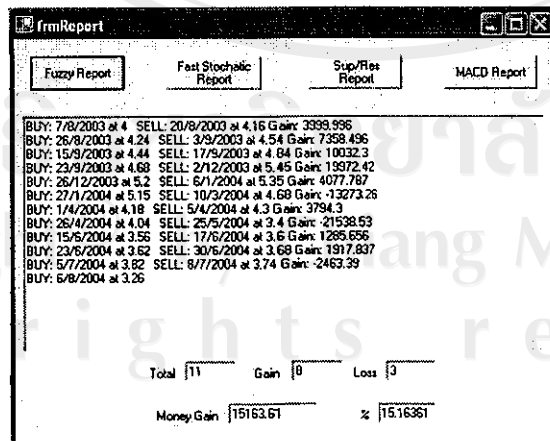 frmReport
Fuzzy Report
Fast Stochastic
Report
Sup/Res
Report
MACD Report
BUY: 7/8/2003 at 4 SELL: 20/8/2003 at 4.16 Gain: 3999.996
BUY: 26/8/2003 at 4.24 SELL: 3/9/2003 at 4.54 Gain: 7358.496
BUY: 15/9/2003 at 4.44 SELL: 17/9/2003 at 4.84 Gain: 10032.3
BUY: 23/9/2003 at 4.68 SELL: 2/12/2003 at 5.45 Gain: 19972.42
BUY: 26/12/2003 at 5.2 SELL: 6/1/2004 at 5.35 Gain: 4077.787
BUY: 27/1/2004 at 5.15 SELL: 10/3/2004 at 4.68 Gain: -13273.26
BUY: 1/4/2004 at 4.18 SELL: 5/4/2004 at 4.3 Gain: 3794.3
BUY: 26/4/2004 at 4.04 SELL: 25/5/2004 at 3.4 Gain: -21538.53
BUY: 15/6/2004 at 3.56 SELL: 17/6/2004 at 3.6 Gain: 1285.656
BUY: 23/6/2004 at 3.62 SELL: 30/6/2004 at 3.68 Gain: 1917.837
BUY: 5/7/2004 at 3.82 SELL: 8/7/2004 at 3.74 Gain: -2463.39
BUY: 6/8/2004 at 3.26
ang M
rights re
Total 11 Gain 8 Loss 3
Money Gain 15163.61 % 15.16361